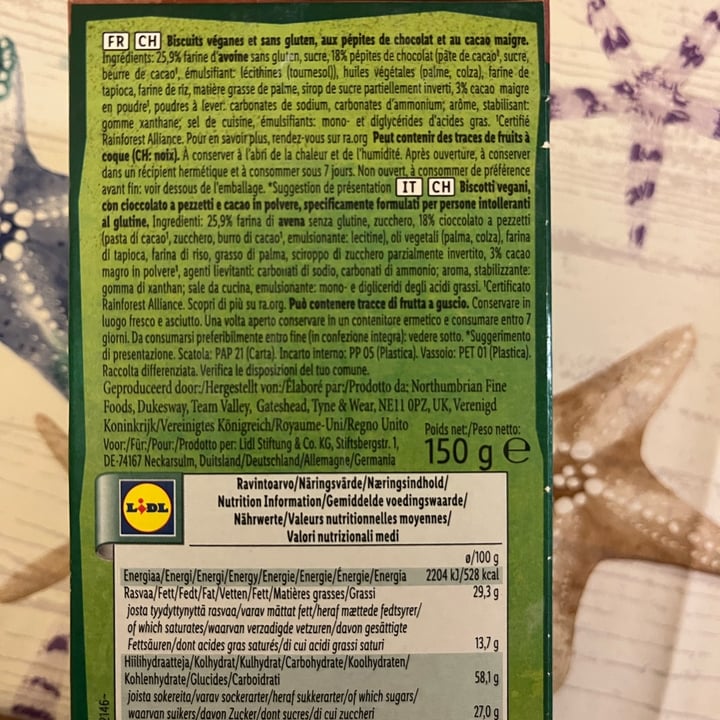 FR CH Biscuits véganes et sans gluten, aux pépites de chocolat et au cacao maigre.
Ingrédients: 25,9% farine d'avoine sans gluten, sucre, 18% pépites de chocolat (pâte de cacao¹, sucre,
beurre de cacao¹, émulsifiant: lécithines (tournesol)), huiles végétales (palme, colza), farine de
tapioca, farine de riz, matière grasse de palme, sirop de sucre partiellement inverti, 3% cacao maigre
en poudre¹, poudres à lever: carbonates de sodium, carbonates d'ammonium; arôme, stabilisant:
gomme xanthane; sel de cuisine, émulsifiants: mono- et diglycérides d'acides gras. ¹Certifié
Rainforest Alliance. Pour en savoir plus, rendez-vous sur ra.org Peut contenir des traces de fruits à
coque (CH: noix). À conserver à l'abri de la chaleur et de l'humidité. Après ouverture, à conserver
dans un récipient hermétique et à consommer sous 7 jours. Non ouvert, à consommer de préférence
avant fin: voir dessous de l'emballage. *Suggestion de présentation IT CH Biscotti vegani,
con cioccolato a pezzetti e cacao in polvere, specificamente formulati per persone intolleranti
al glutine. Ingredienti: 25,9% farina di avena senza glutine, zucchero, 18% cioccolato a pezzetti
(pasta di cacao¹, zucchero, burro di cacao¹, emulsionante: lecitine), oli vegetali (palma, colza), farina
di tapioca, farina di riso, grasso di palma, sciroppo di zucchero parzialmente invertito, 3% cacao
magro in polvere¹, agenti lievitanti: carbonati di sodio, carbonati di ammonio; aroma, stabilizzante:
gomma di xanthan; sale da cucina, emulsionante: mono- e digliceridi degli acidi grassi. ¹Certificato
Rainforest Alliance. Scopri di più su ra.org. Può contenere tracce di frutta a guscio. Conservare in
luogo fresco e asciutto. Una volta aperto conservare in un contenitore ermetico e consumare entro 7
giorni. Da consumarsi preferibilmente entro fine (in confezione integra): vedere sotto. *Suggerimento
di presentazione. Scatola: PAP 21 (Carta). Incarto interno: PP 05 (Plastica). Vassoio: PET 01 (Plastica).
Raccolta differenziata. Verifica le disposizioni del tuo comune.
Geproduceerd door:/Hergestellt von:/Élaboré par:/Prodotto da: Northumbrian Fine
Foods, Dukesway, Team Valley, Gateshead, Tyne & Wear, NE11 0PZ, UK, Verenigd
Koninkrijk/Vereinigtes Königreich/Royaume-Uni/Regno Unito
Voor:/Für:/Pour:/Prodotto per: Lidl Stiftung & Co. KG, Stiftsbergstr. 1,
DE-74167 Neckarsulm, Duitsland/Deutschland/Allemagne/Germania
Poids net:/Peso netto:
150 g e
LIDL
Ravintoarvo/Näringsvärde/Næringsindhold/
Nutrition Information/Gemiddelde voedingswaarde/
Nährwerte/Valeurs nutritionnelles moyennes/
Valori nutrizionali medi
ø/100 g
Energiaa/Energi/Energi/Energy/Energie/Energie/Énergie/Energia 2204 kJ/528 kcal
Rasvaa/Fett/Fedt/Fat/Vetten/Fett/Matières grasses/Grassi 29,3 g
josta tyydyttynyttä rasvaa/varav mättat fett/heraf mættede fedtsyrer/
of which saturates/waarvan verzadigde vetzuren/davon gesättigte
Fettsäuren/dont acides gras saturés/di cui acidi grassi saturi 13,7 g
Hiilihydraatteja/Kolhydrat/Kulhydrat/Carbohydrate/Koolhydraten/
Kohlenhydrate/Glucides/Carboidrati 58,1 g
joista sokereita/varav sockerarter/heraf sukkerarter/of which sugars/
waarvan suikers/davon Zucker/dont sucres/di cui zuccheri 27,0 g